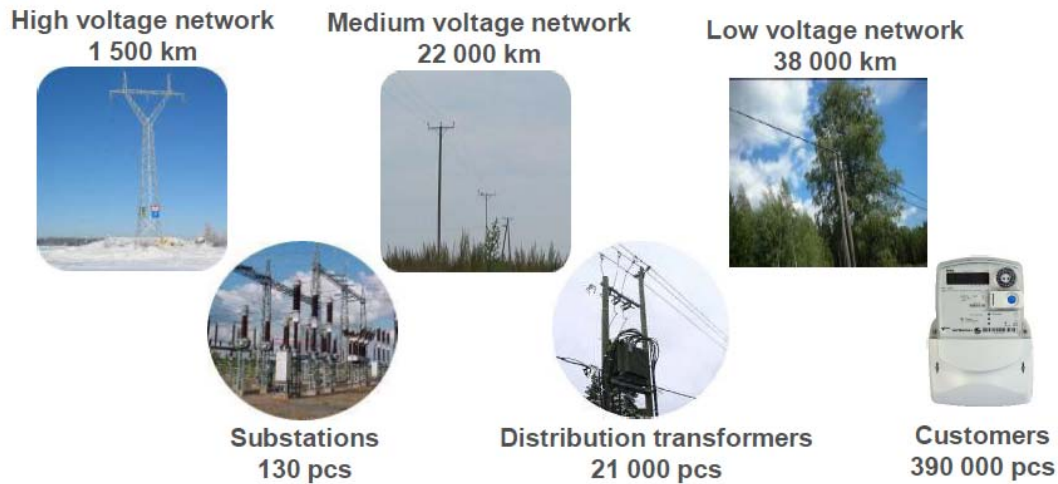 High voltage network
1 500 km
Medium voltage network
22 000 km
Low voltage network
38 000 km
Substations
130 pcs
Distribution transformers
21 000 pcs
Customers
390 000 pcs